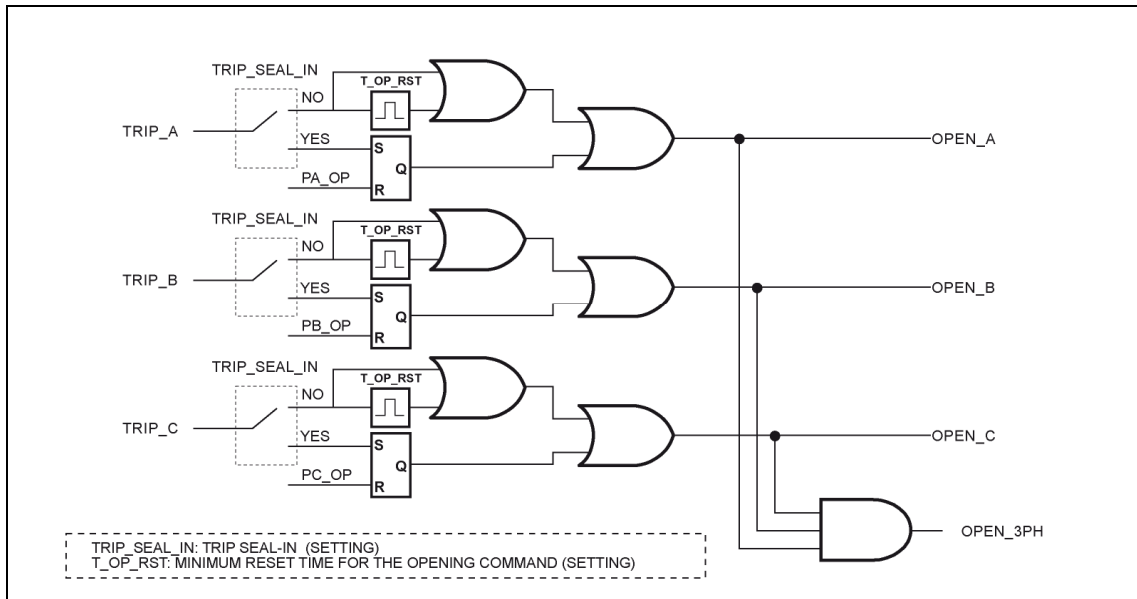 TRIP_SEAL_IN
T_OP_RST
NO
TRIP_A
YES
S
Q
PA_OP
R
OPEN_A
TRIP_SEAL_IN
T_OP_RST
NO
TRIP_B
YES
S
Q
PB_OP
R
OPEN_B
TRIP_SEAL_IN
T_OP_RST
NO
TRIP_C
YES
S
Q
PC_OP
R
OPEN_C
OPEN_3PH
TRIP_SEAL_IN: TRIP SEAL-IN (SETTING)
T_OP_RST: MINIMUM RESET TIME FOR THE OPENING COMMAND (SETTING)